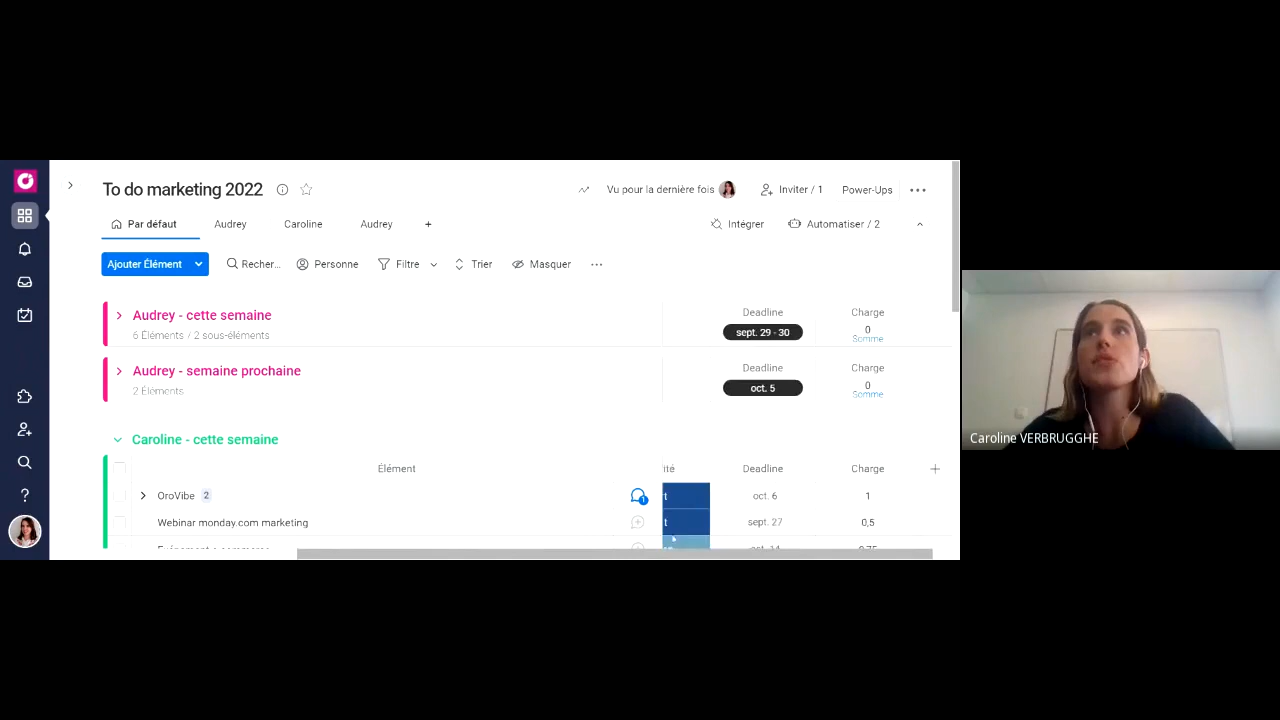 To do marketing 2022
Vu pour la dernière fois
Inviter / 1
Power-Ups
Par défaut
Audrey
Caroline
Audrey
+
Intégrer
Automatiser / 2
Ajouter Élément
Recher...
Personne
Filtre
Trier
Masquer
Audrey - cette semaine
6 Éléments / 2 sous-éléments
Deadline
sept. 29 - 30
Charge
0
Somme
Audrey - semaine prochaine
2 Éléments
Deadline
oct. 5
Charge
0
Somme
Caroline - cette semaine
Élément
ité
Deadline
Charge
+
OroVibe 2
1
t
oct. 6
1
Webinar monday.com marketing
t
sept. 27
0,5
Caroline VERBRUGGHE